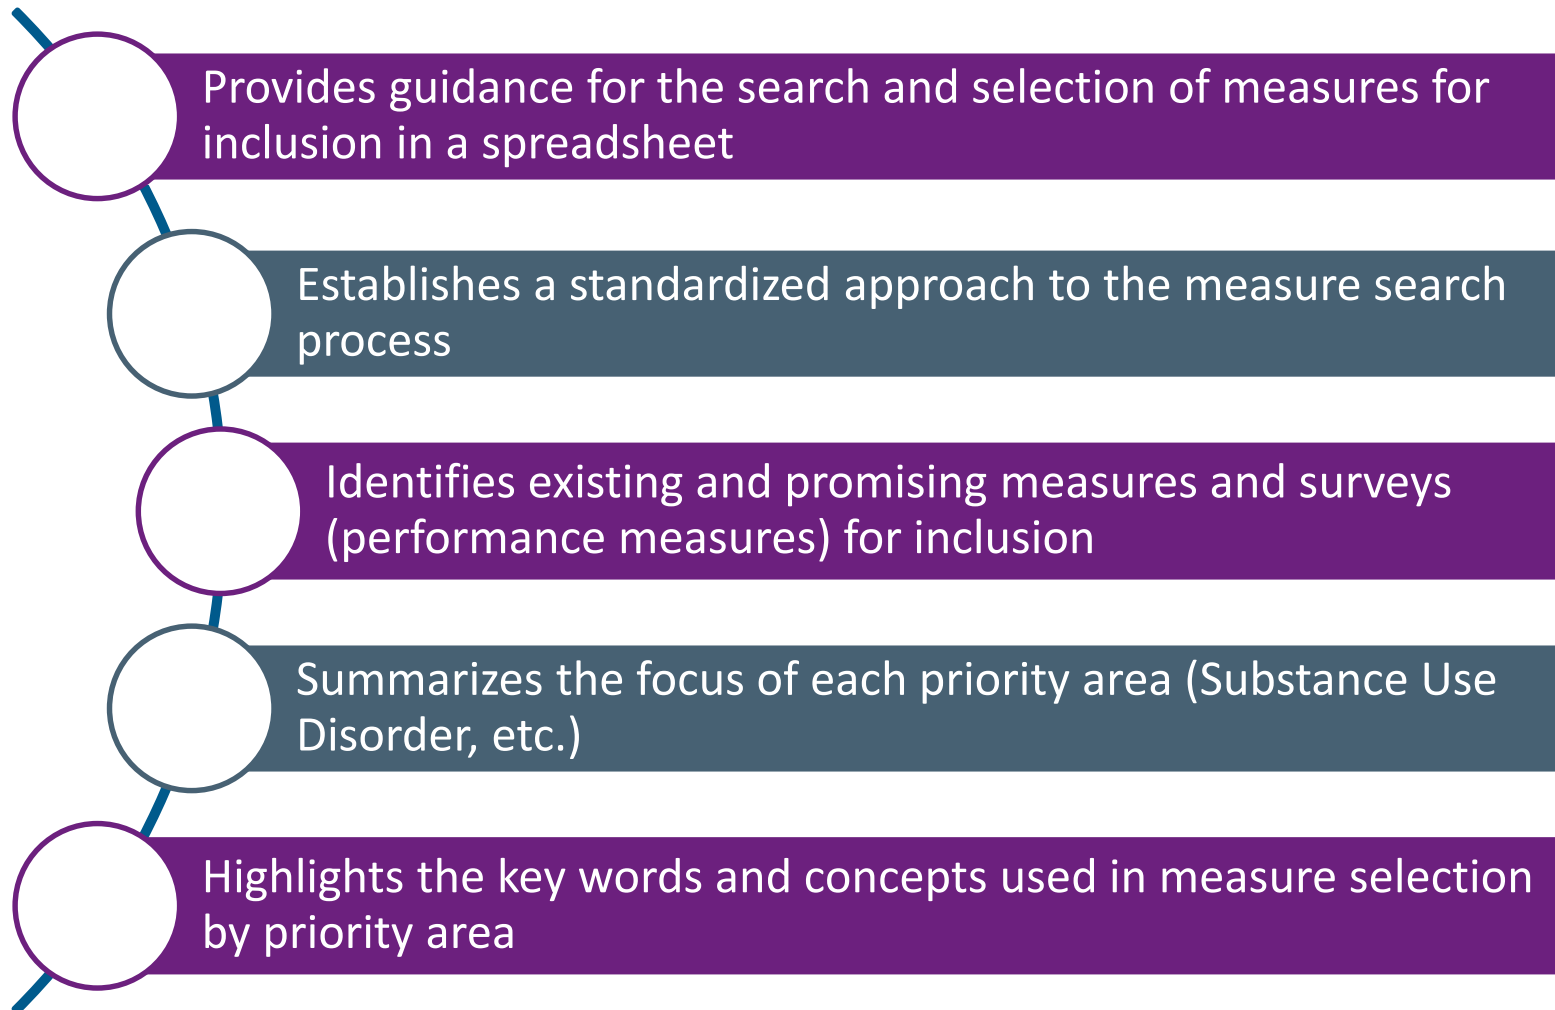 Provides guidance for the search and selection of measures for
inclusion in a spreadsheet
Establishes a standardized approach to the measure search
process
Identifies existing and promising measures and surveys
(performance measures) for inclusion
Summarizes the focus of each priority area (Substance Use
Disorder, etc.)
Highlights the key words and concepts used in measure selection
by priority area